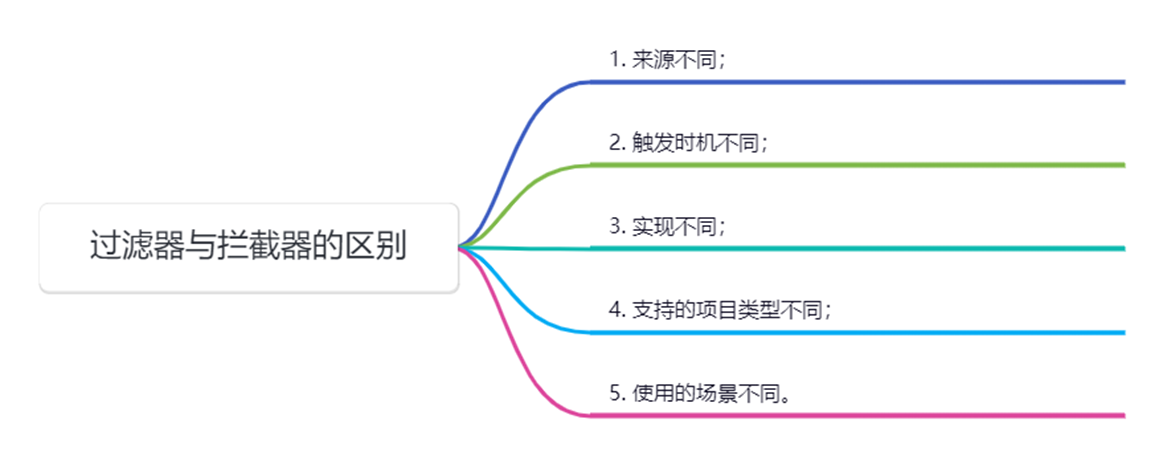 过滤器与拦截器的区别
1. 来源不同；
2. 触发时机不同；
3. 实现不同；
4. 支持的项目类型不同；
5. 使用的场景不同。